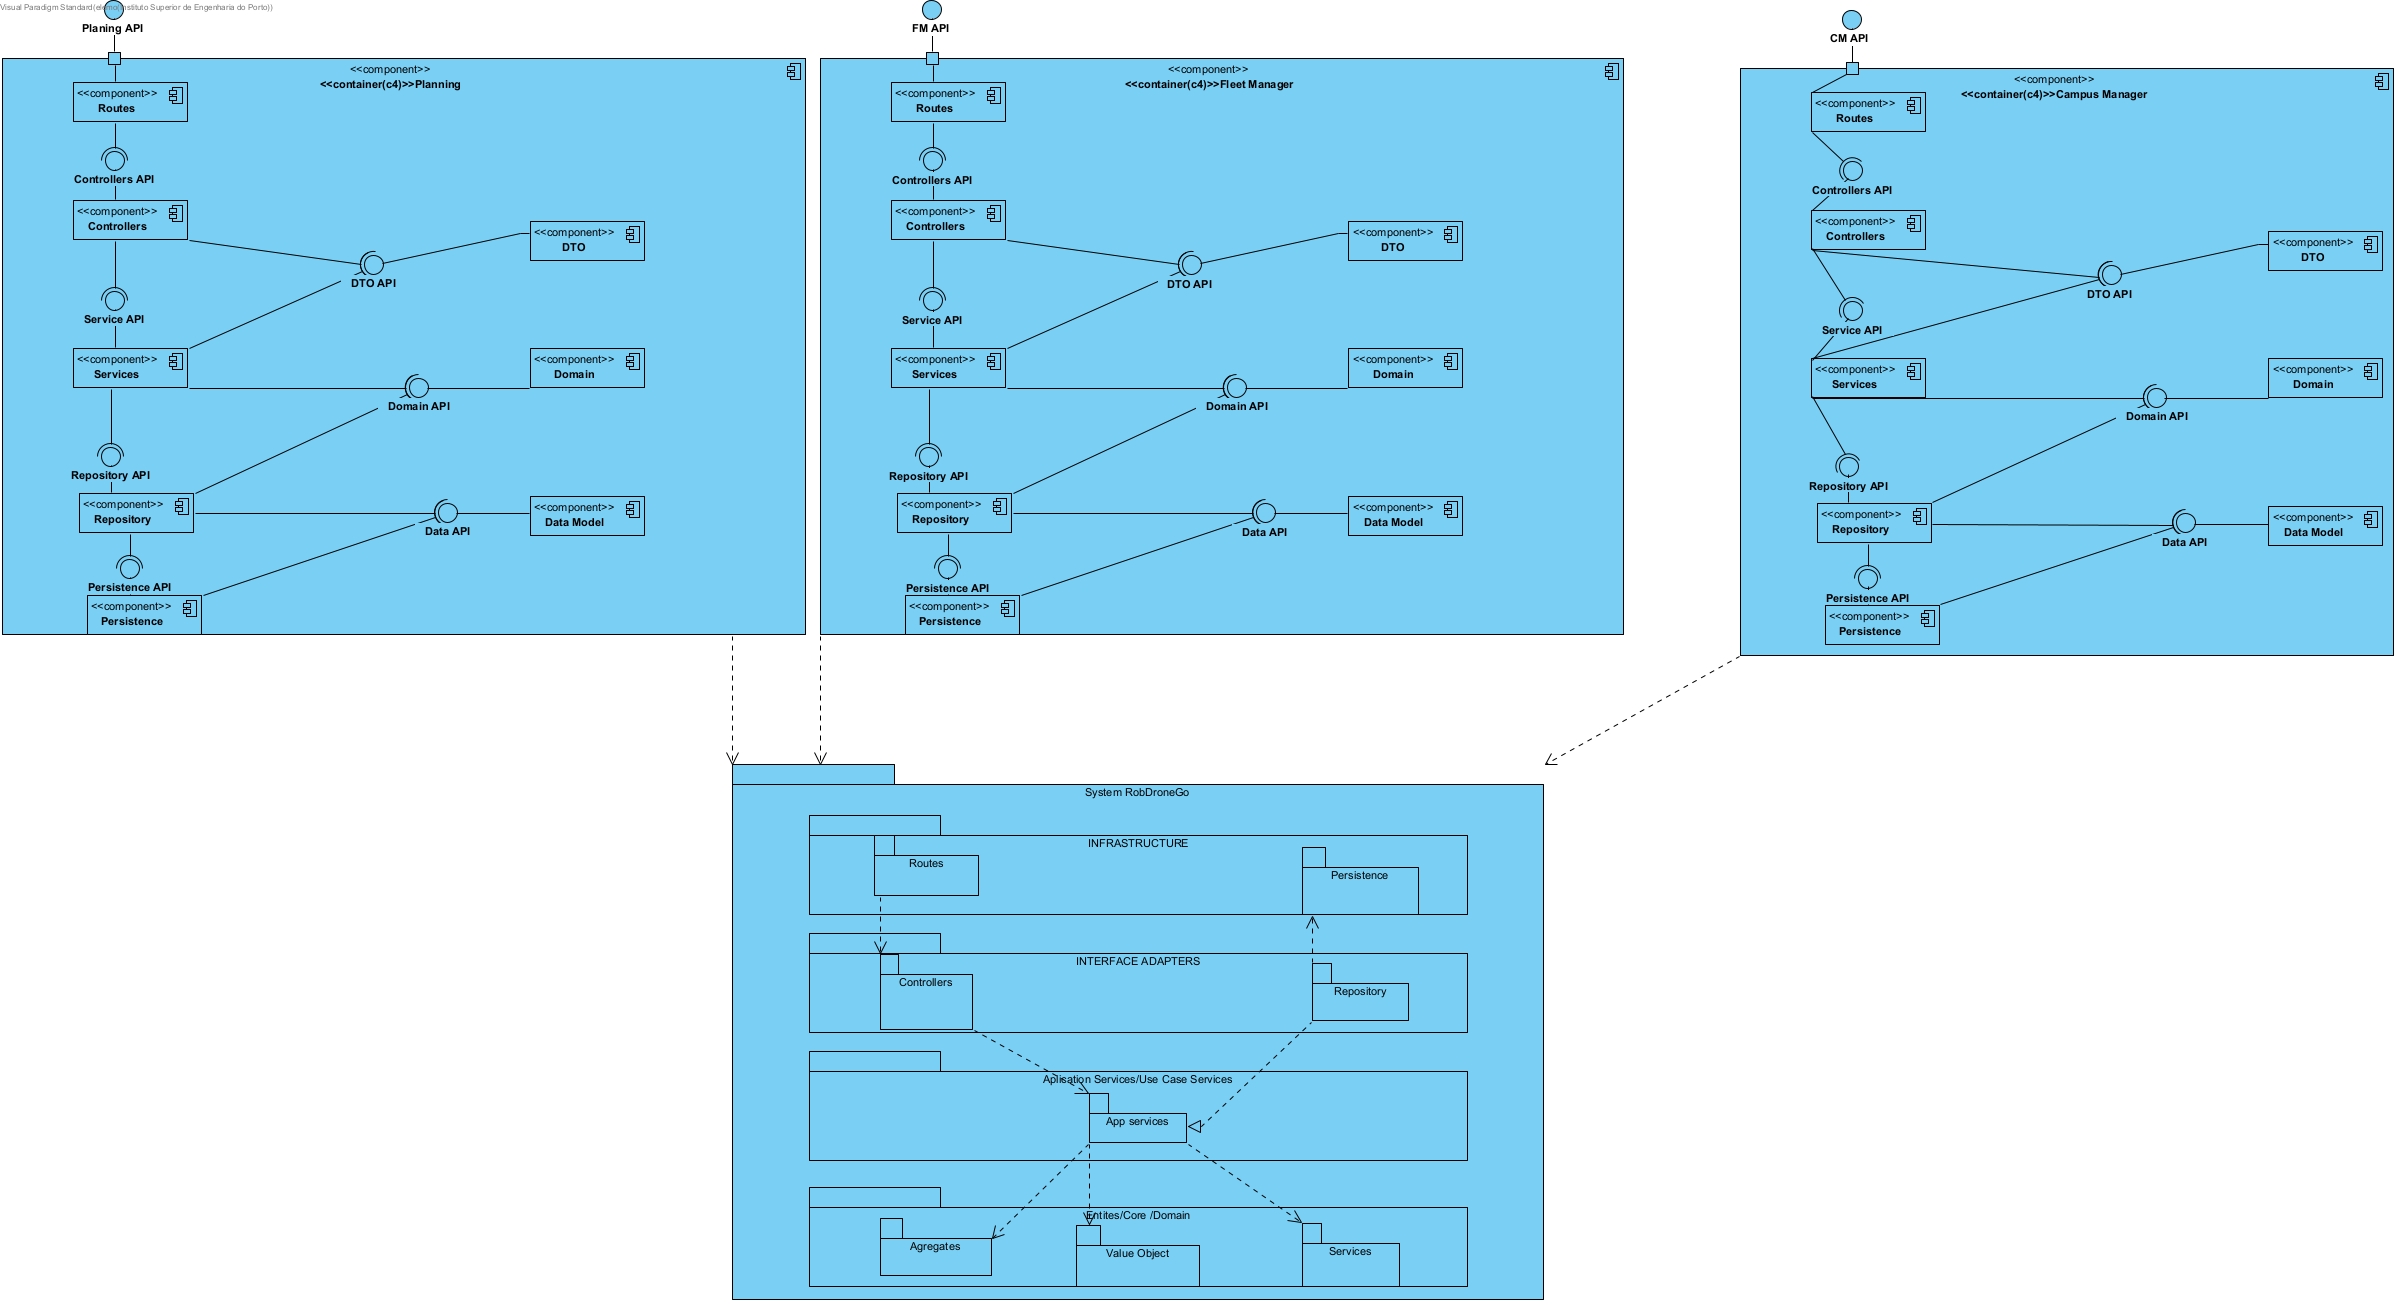 Visual Paradigm Standard(elemo(Instituto Superior de Engenharia do Porto))
Planing API
<<component>>
<<container(c4)>>Planning
<<component>>
Routes
Controllers API
<<component>>
Controllers
<<component>>
DTO
DTO API
Service API
<<component>>
Services
<<component>>
Domain
Domain API
Repository API
<<component>>
Repository
<<component>>
Data Model
Data API
Persistence API
<<component>>
Persistence
FM API
<<component>>
<<container(c4)>>Fleet Manager
<<component>>
Routes
Controllers API
<<component>>
Controllers
<<component>>
DTO
DTO API
Service API
<<component>>
Services
<<component>>
Domain
Domain API
Repository API
<<component>>
Repository
<<component>>
Data Model
Data API
Persistence API
<<component>>
Persistence
CM API
<<component>>
<<container(c4)>>Campus Manager
<<component>>
Routes
Controllers API
<<component>>
Controllers
<<component>>
DTO
DTO API
Service API
<<component>>
Services
<<component>>
Domain
Domain API
Repository API
<<component>>
Repository
<<component>>
Data Model
Data API
Persistence API
<<component>>
Persistence
System RobDroneGo
INFRASTRUCTURE
Routes
Persistence
INTERFACE ADAPTERS
Controllers
Repository
Aplisation Services/Use Case Services
App services
Entites/Core /Domain
Agregates
Value Object
Services